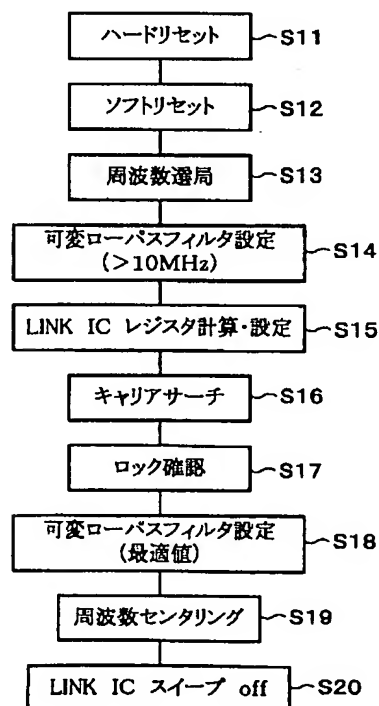 ハードリセット
S11
ソフトリセット
S12
周波数選局
S13
可変ローパスフィルタ設定
(>10MHz)
S14
LINK IC レジスタ計算・設定
S15
キャリアサーチ
S16
ロック確認
S17
可変ローパスフィルタ設定
(最適値)
S18
周波数センタリング
S19
LINK IC スイープ off
S20